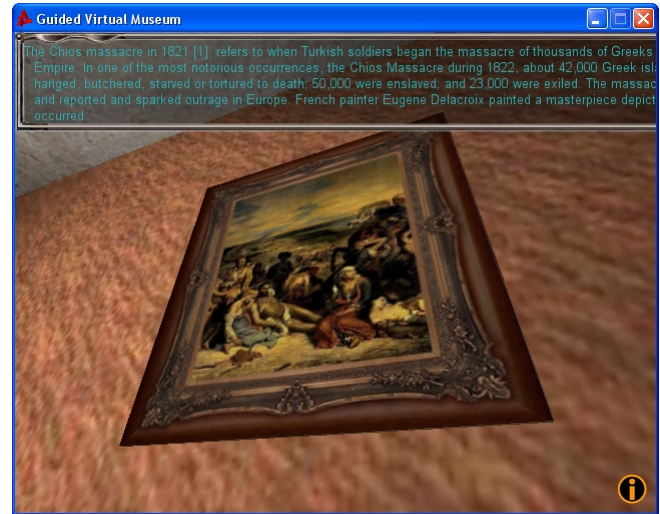 Guided Virtual Museum
The Chios massacre in 1821 [1], refers to when Turkish soldiers began the massacre of thousands of Greeks
Empire. In one of the most notorious occurrences, the Chios Massacre during 1822, about 42,000 Greek isl
hanged, butchered, starved or tortured to death; 50,000 were enslaved; and 23,000 were exiled. The massac
and reported and sparked outrage in Europe. French painter Eugene Delacroix painted a masterpiece depict
occurred